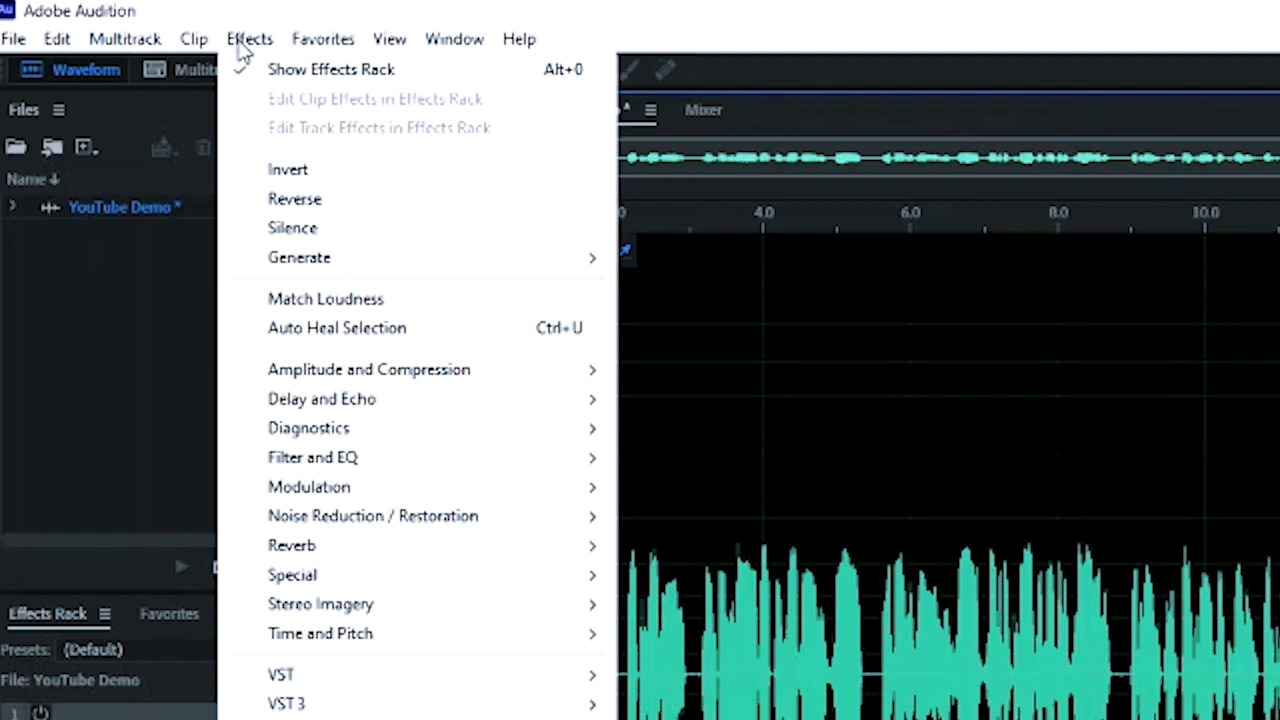 Au Adobe Audition
File Edit Multitrack Clip Effects Favorites View Window Help
Waveform
Show Effects Rack Alt+0
Edit Clip Effects in Effects Rack
Edit Track Effects in Effects Rack
Invert
Reverse
Silence
Generate
Match Loudness
Auto Heal Selection Ctrl+U
Amplitude and Compression
Delay and Echo
Diagnostics
Filter and EQ
Modulation
Noise Reduction / Restoration
Reverb
Special
Stereo Imagery
Time and Pitch
VST
VST 3
Files
Name
YouTube Demo *
Effects Rack Favorites
Presets: (Default)
File: YouTube Demo
1
Mixer
4.0 6.0 8.0 10.0